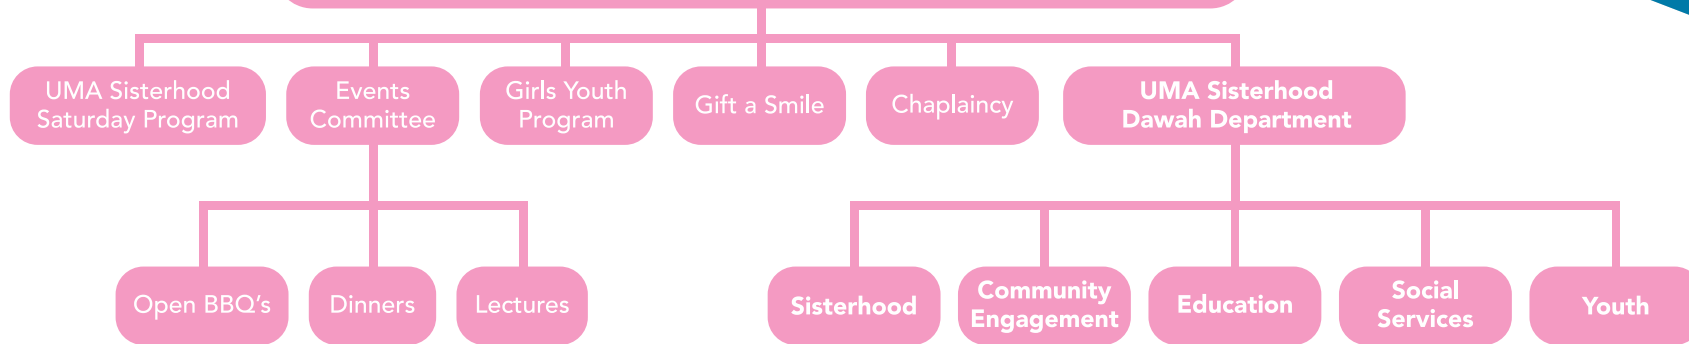 UMA Sisterhood
Saturday Program
Events
Committee
Girls Youth
Program
Gift a Smile
Chaplaincy
UMA Sisterhood
Dawah Department
Open BBQ's
Dinners
Lectures
Sisterhood
Community
Engagement
Education
Social
Services
Youth